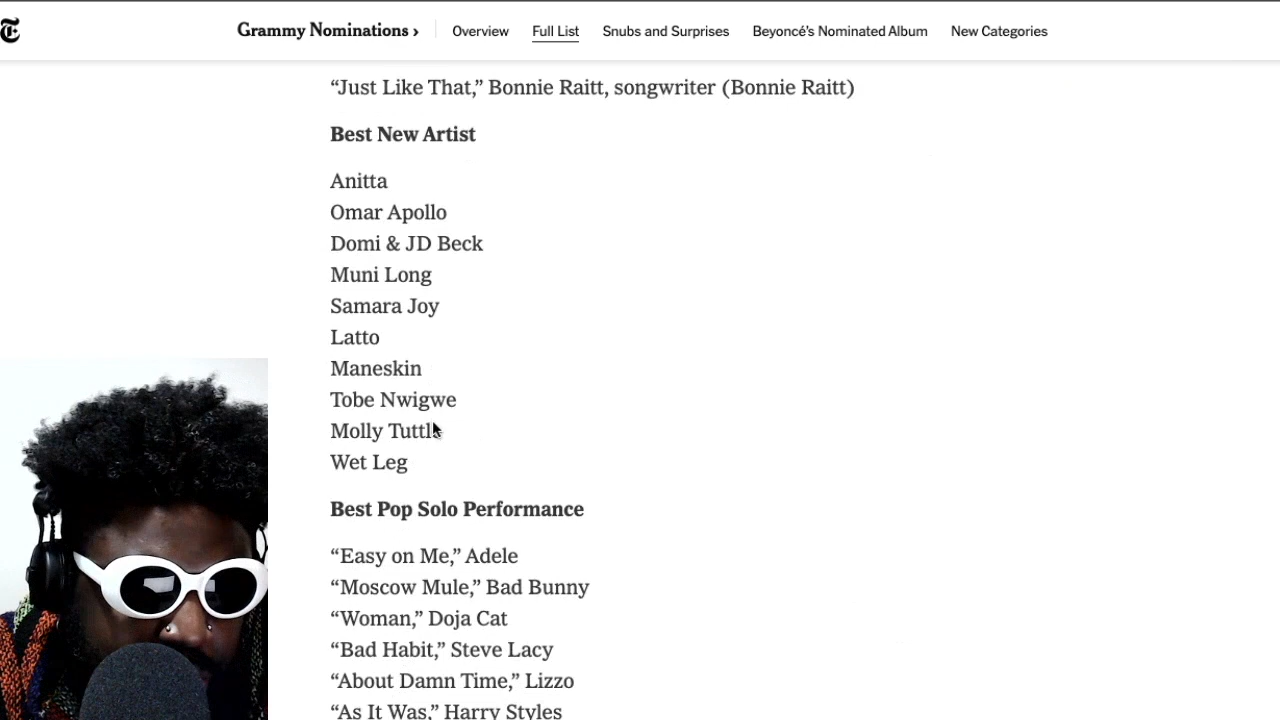 Grammy Nominations › Overview Full List Snubs and Surprises Beyoncé’s Nominated Album New Categories
“Just Like That,” Bonnie Raitt, songwriter (Bonnie Raitt)
Best New Artist
Anitta
Omar Apollo
Domi & JD Beck
Muni Long
Samara Joy
Latto
Maneskin
Tobe Nwigwe
Molly Tuttle
Wet Leg
Best Pop Solo Performance
“Easy on Me,” Adele
“Moscow Mule,” Bad Bunny
“Woman,” Doja Cat
“Bad Habit,” Steve Lacy
“About Damn Time,” Lizzo
“As It Was,” Harry Styles